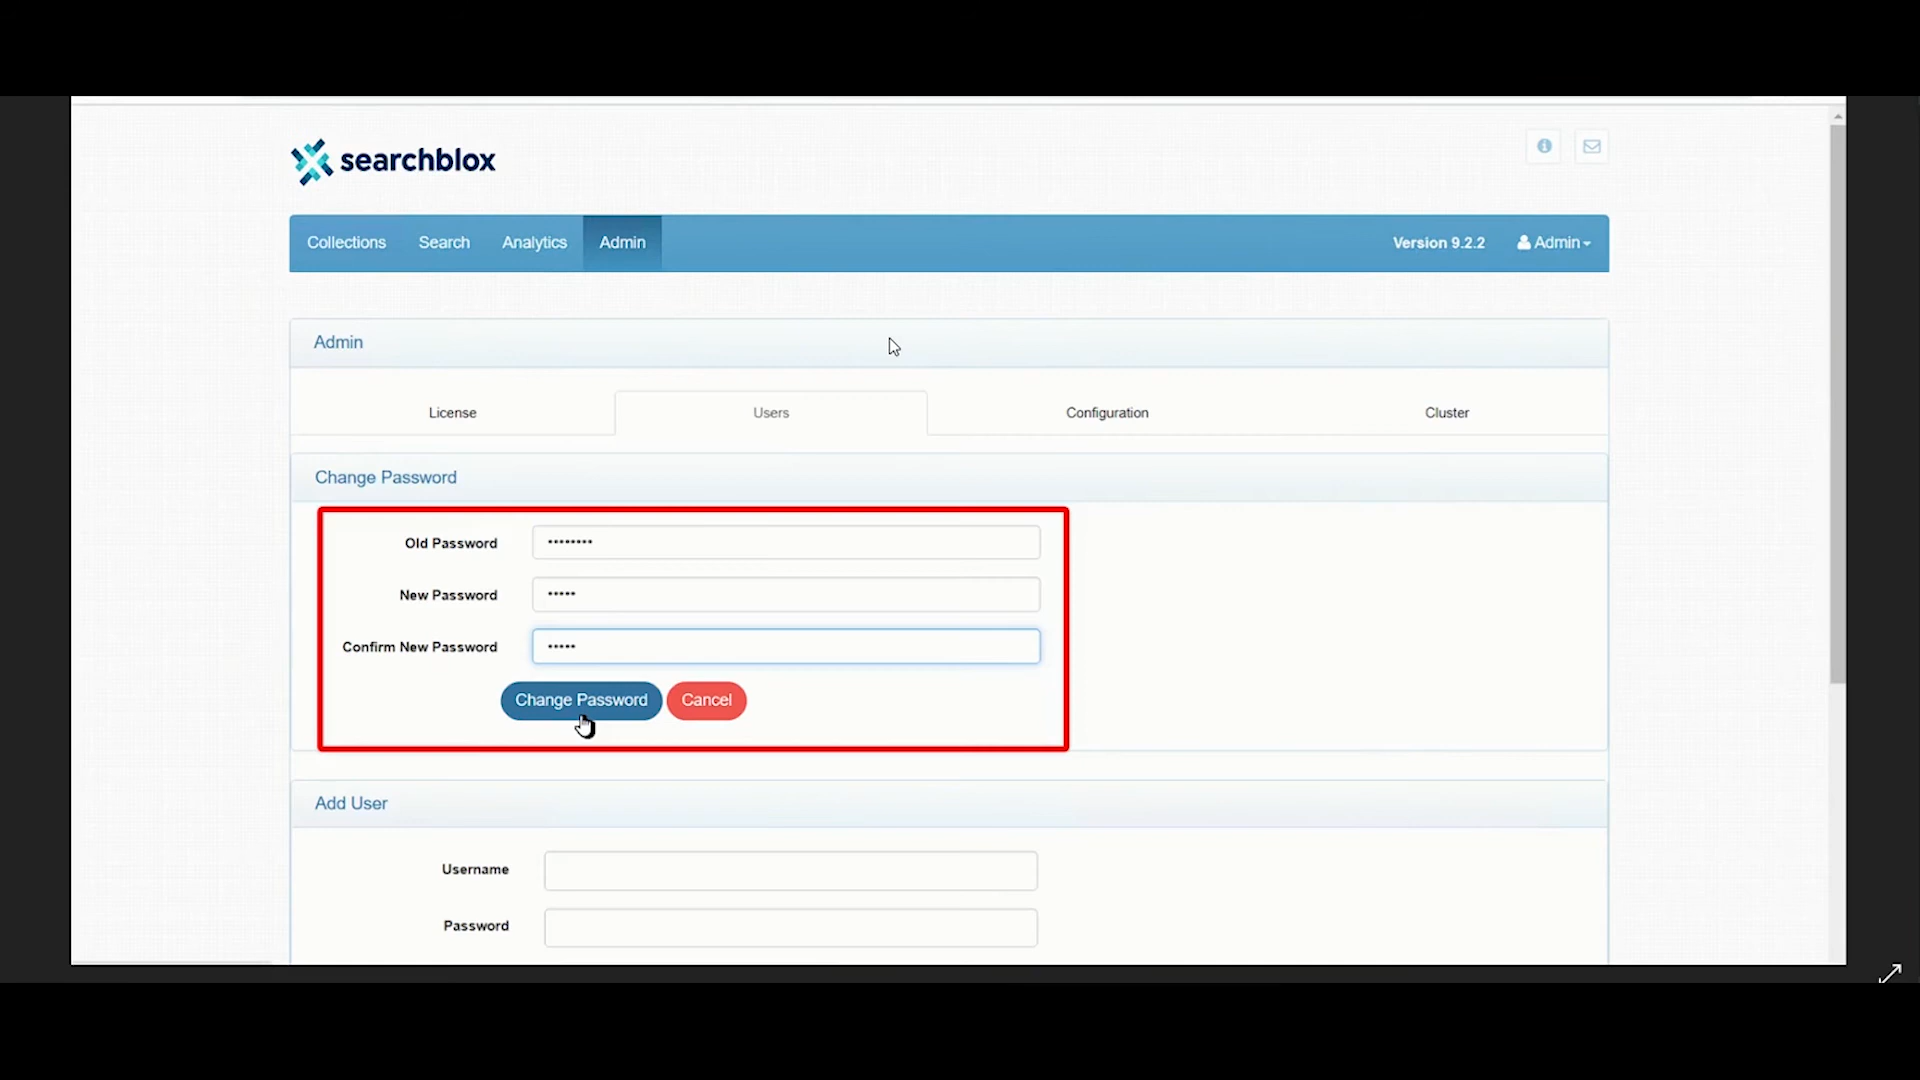 searchblox
Collections Search Analytics Admin Version 9.2.2 Admin
Admin
License Users Configuration Cluster
Change Password
Old Password ••••••••
New Password •••••
Confirm New Password •••••
Change Password Cancel
Add User
Username
Password